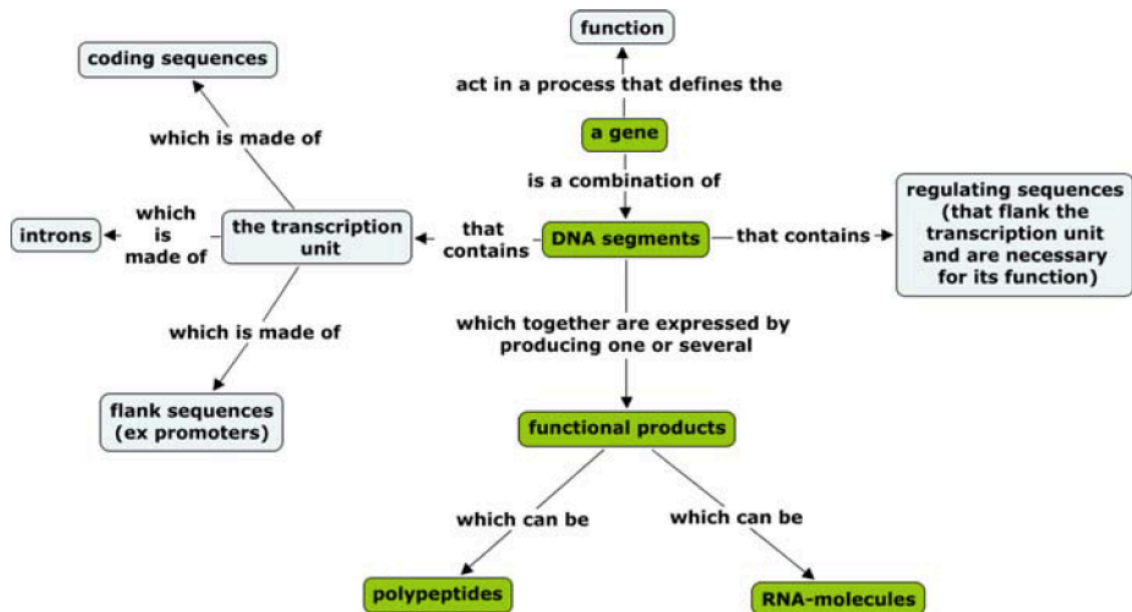 function
coding sequences
act in a process that defines the
a gene
which is made of
is a combination of
regulating sequences
(that flank the
transcription unit
and are necessary
for its function)
introns
which
is
made of
the transcription
unit
that
contains
DNA segments
that contains
which is made of
which together are expressed by
producing one or several
flank sequences
(ex promoters)
functional products
which can be
which can be
polypeptides
RNA-molecules